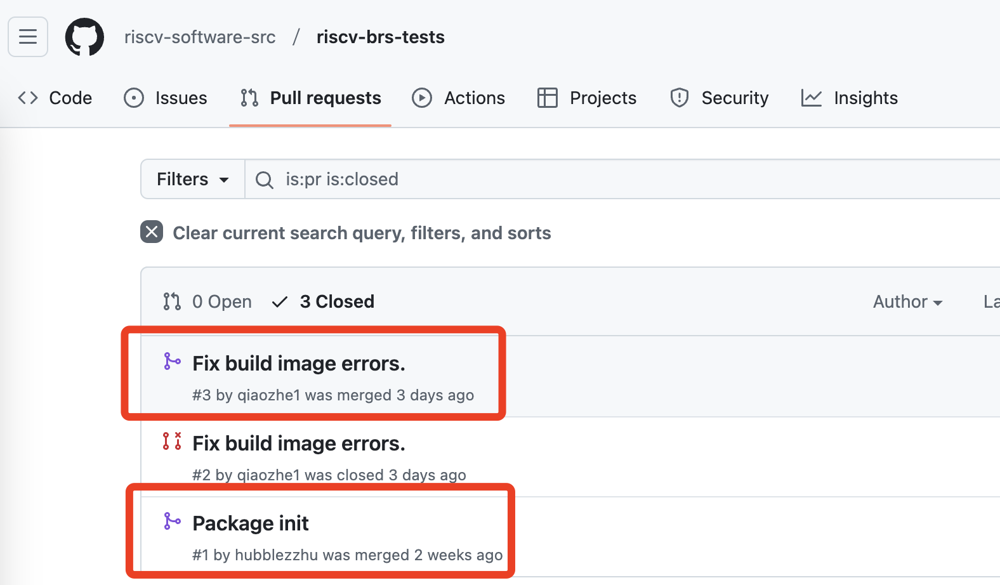 riscv-software-src / riscv-brs-tests
Code Issues Pull requests Actions Projects Security Insights
Filters is:pr is:closed
Clear current search query, filters, and sorts
0 Open 3 Closed Author La
Fix build image errors.
#3 by qiaozhe1 was merged 3 days ago
Fix build image errors.
#2 by qiaozhe1 was closed 3 days ago
Package init
#1 by hubblezzhu was merged 2 weeks ago